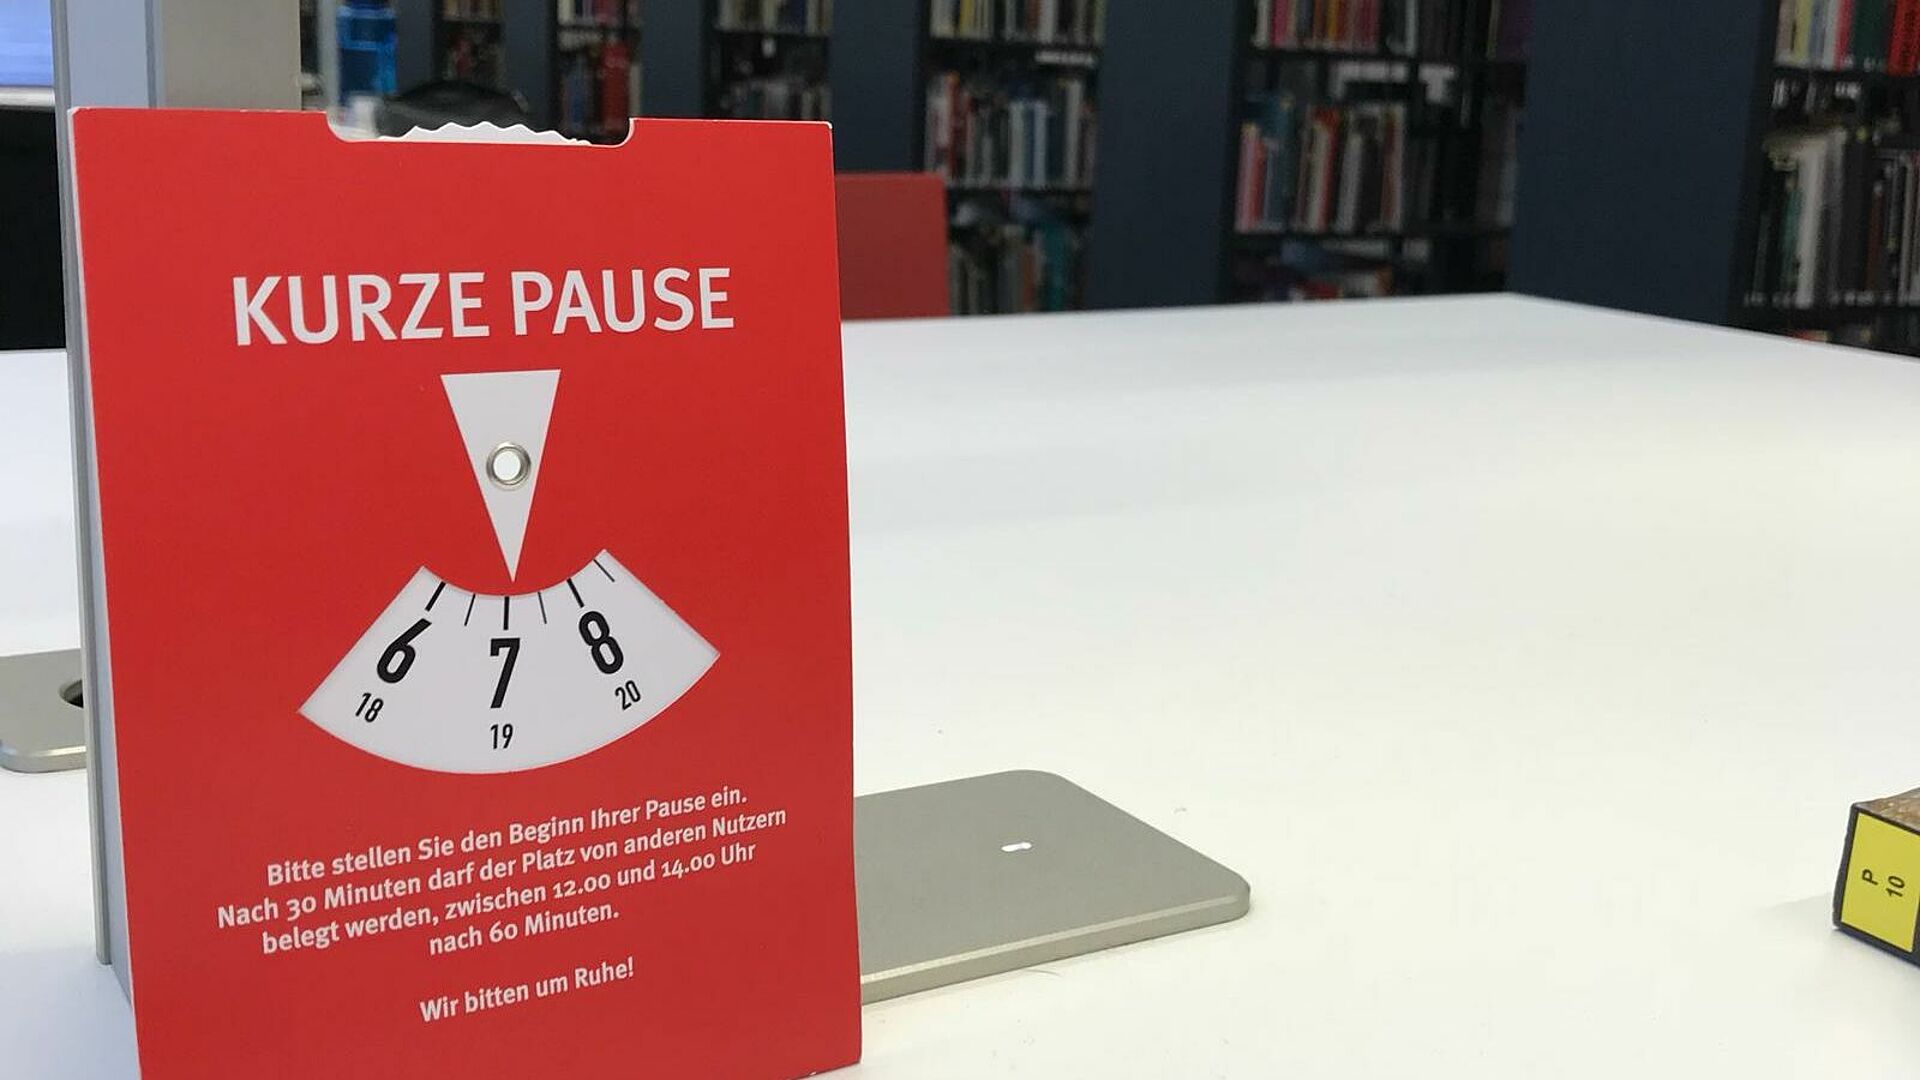 KURZE PAUSE
6 7 8
18 19 20
Bitte stellen Sie den Beginn Ihrer Pause ein.
Nach 30 Minuten darf der Platz von anderen Nutzern
belegt werden, zwischen 12.00 und 14.00 Uhr
nach 60 Minuten.
Wir bitten um Ruhe!
P
10